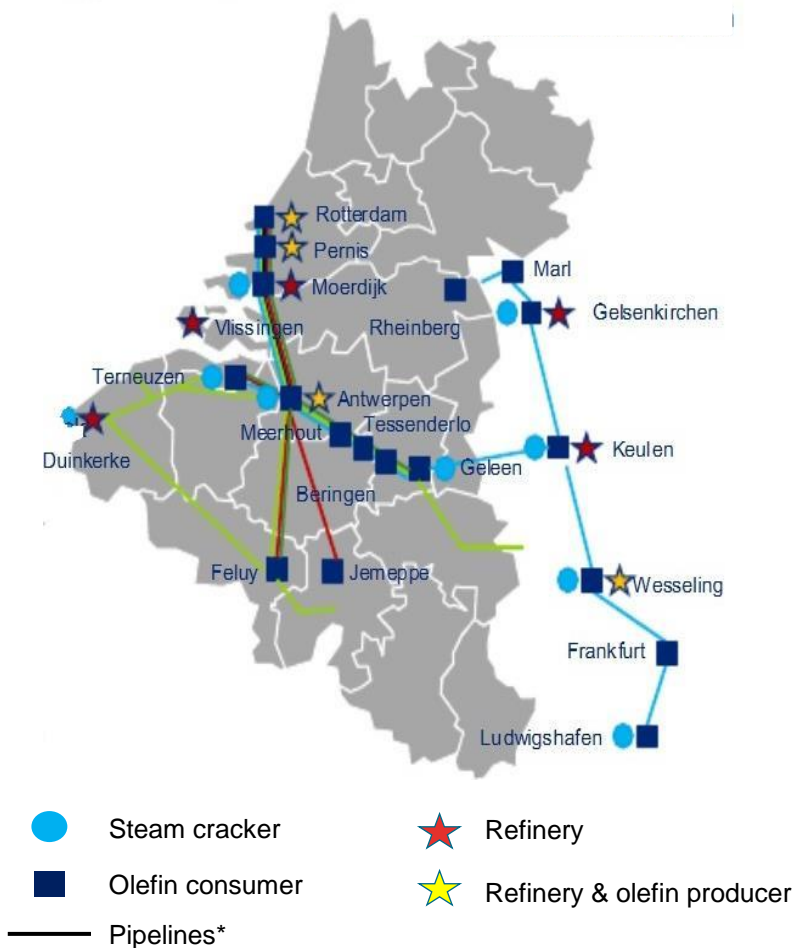 Rotterdam
Pernis
Moerdijk
Marl
Rheinberg
Gelsenkirchen
Vlissingen
Terneuzen
Antwerpen
Tessenderlo
Meerhout
Keulen
Duinkerke
Geleen
Beringen
Feluy
Jemeppe
Wesseling
Frankfurt
Ludwigshafen
Steam cracker
Refinery
Olefin consumer
Refinery & olefin producer
Pipelines*